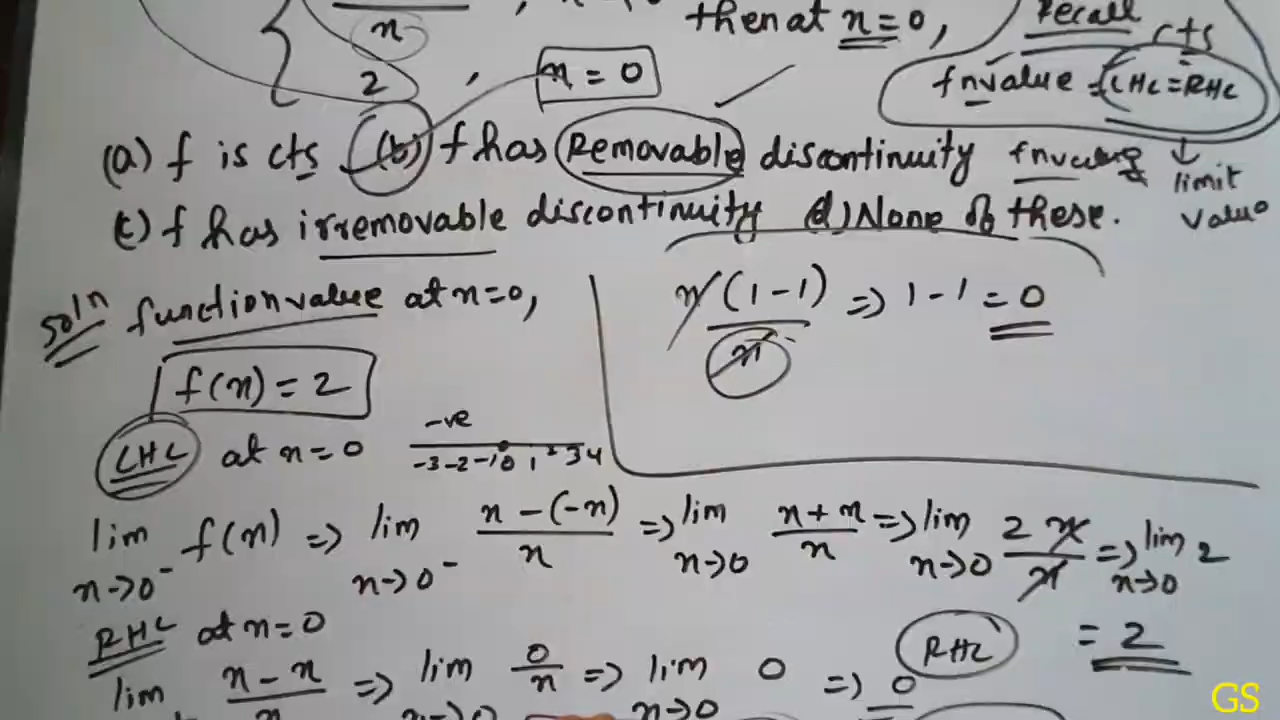 then at x=0,
Recall
cts
x
2 , x = 0
fn value = LHL = RHL
(a) f is cts (b) f has Removable discontinuity
limit
value
(c) f has irremovable discontinuity (d) None of these.
Soln function value at x=0,
x(1-1)/x => 1-1 = 0
f(x) = 2
-ve
LHL at x=0
-3 -2 -1 0 1 2 3 4
lim x→0⁻ f(x) => lim x→0⁻ x-(-x)/x => lim x→0 x+x/x => lim x→0 2x/x => lim x→0 2
= 2
RHL at x=0
RHL
lim x-x/x => lim x→0 0/x => lim x→0 0 => 0
GS